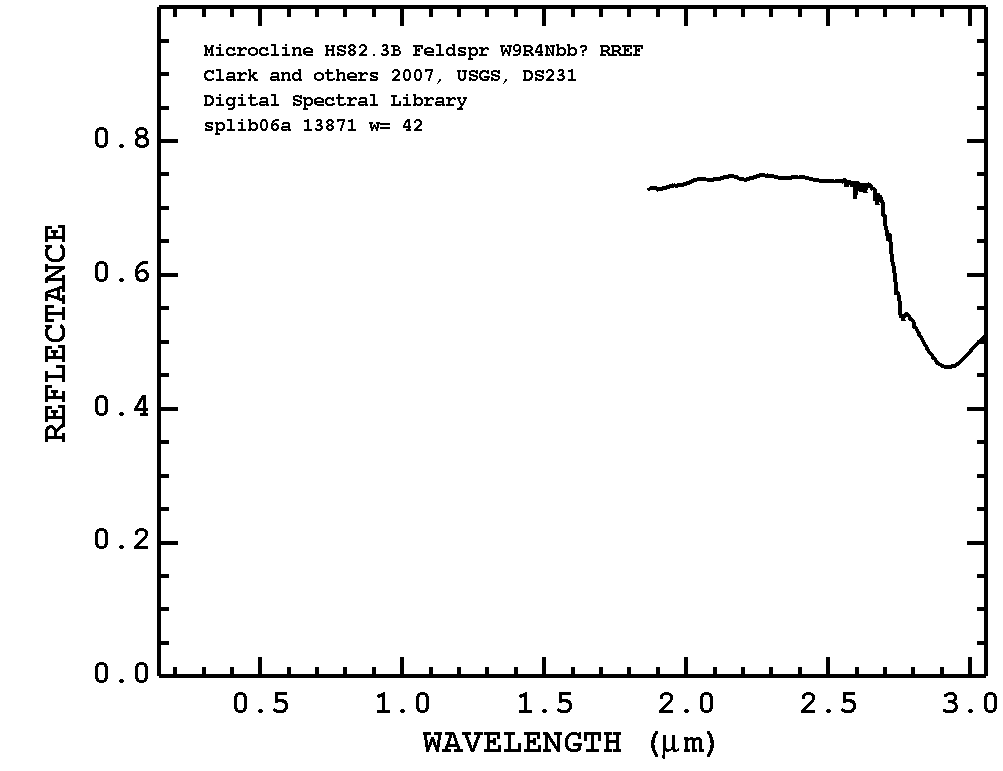 Microcline HS82.3B Feldspr W9R4Nbb? RREF
Clark and others 2007, USGS, DS231
Digital Spectral Library
splib06a 13871 w= 42
REFLECTANCE
0.8
0.6
0.4
0.2
0.0
0.5 1.0 1.5 2.0 2.5 3.0
WAVELENGTH (μm)